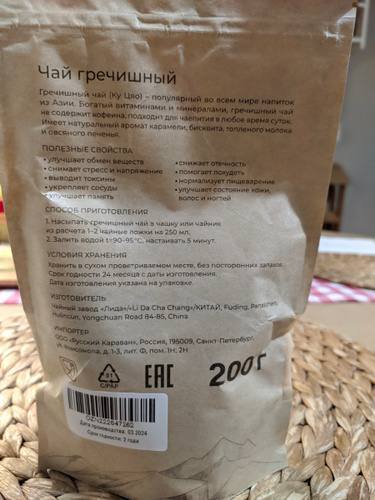 Чай гречишный
Гречишный чай (Ку Цяо) – популярный во всем мире напиток
из Азии. Богатый витаминами и минералами, гречишный чай
не содержит кофеина, подходит для чаепития в любое время суток.
Имеет натуральный аромат карамели, бисквита, топленого молока
и овсяного печенья.
ПОЛЕЗНЫЕ СВОЙСТВА
• улучшает обмен веществ
• снимает стресс и напряжение
• выводит токсины
• укрепляет сосуды
• улучшает память
• снижает отечность
• помогает похудеть
• нормализует пищеварение
• улучшает состояние кожи,
волос и ногтей
СПОСОБ ПРИГОТОВЛЕНИЯ
1. Насыпать гречишный чай в чашку или чайник
из расчета 1-2 чайные ложки на 250 мл.
2. Залить водой t=90-95°C, настаивать 5 минут.
УСЛОВИЯ ХРАНЕНИЯ
Хранить в сухом проветриваемом месте, без посторонних запахов.
Срок годности 24 месяца с даты изготовления.
Дата изготовления указана на упаковке.
ИЗГОТОВИТЕЛЬ
Чайный завод «Лида»/«Li Da Cha Chang»/КИТАЙ, Fuding,
Yongchuan Road 84-85, China
ИМПОРТЕР
ООО «Русский Караван», Россия, 195009, Санкт-Петербург,
ул. Комсомола, д. 1-3, лит. Ф, пом. 1Н; 2Н
81
C/PAP
EAC
200 г
OZN222647262
Дата производства: 03.2024
Срок годности: 2 года